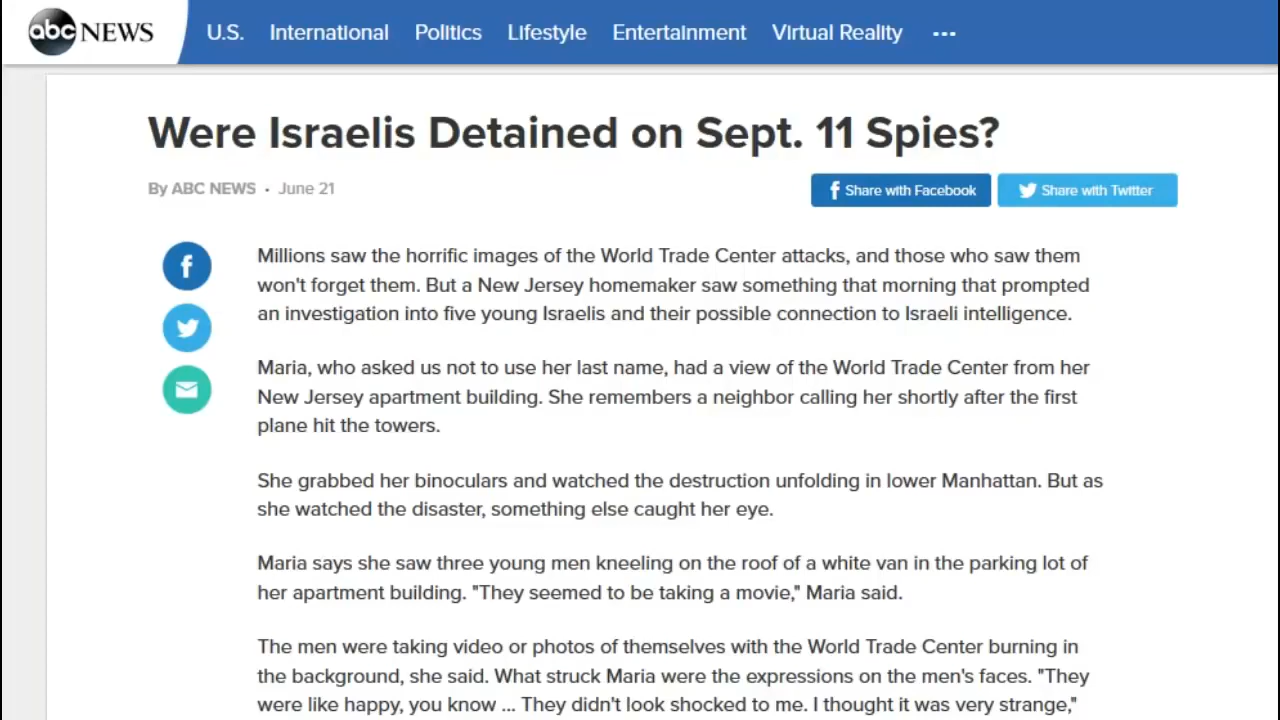 abc NEWS U.S. International Politics Lifestyle Entertainment Virtual Reality ...
Were Israelis Detained on Sept. 11 Spies?
By ABC NEWS • June 21
f Share with Facebook Share with Twitter
f
Millions saw the horrific images of the World Trade Center attacks, and those who saw them
won't forget them. But a New Jersey homemaker saw something that morning that prompted
an investigation into five young Israelis and their possible connection to Israeli intelligence.
Maria, who asked us not to use her last name, had a view of the World Trade Center from her
New Jersey apartment building. She remembers a neighbor calling her shortly after the first
plane hit the towers.
She grabbed her binoculars and watched the destruction unfolding in lower Manhattan. But as
she watched the disaster, something else caught her eye.
Maria says she saw three young men kneeling on the roof of a white van in the parking lot of
her apartment building. "They seemed to be taking a movie," Maria said.
The men were taking video or photos of themselves with the World Trade Center burning in
the background, she said. What struck Maria were the expressions on the men's faces. "They
were like happy, you know ... They didn't look shocked to me. I thought it was very strange,"